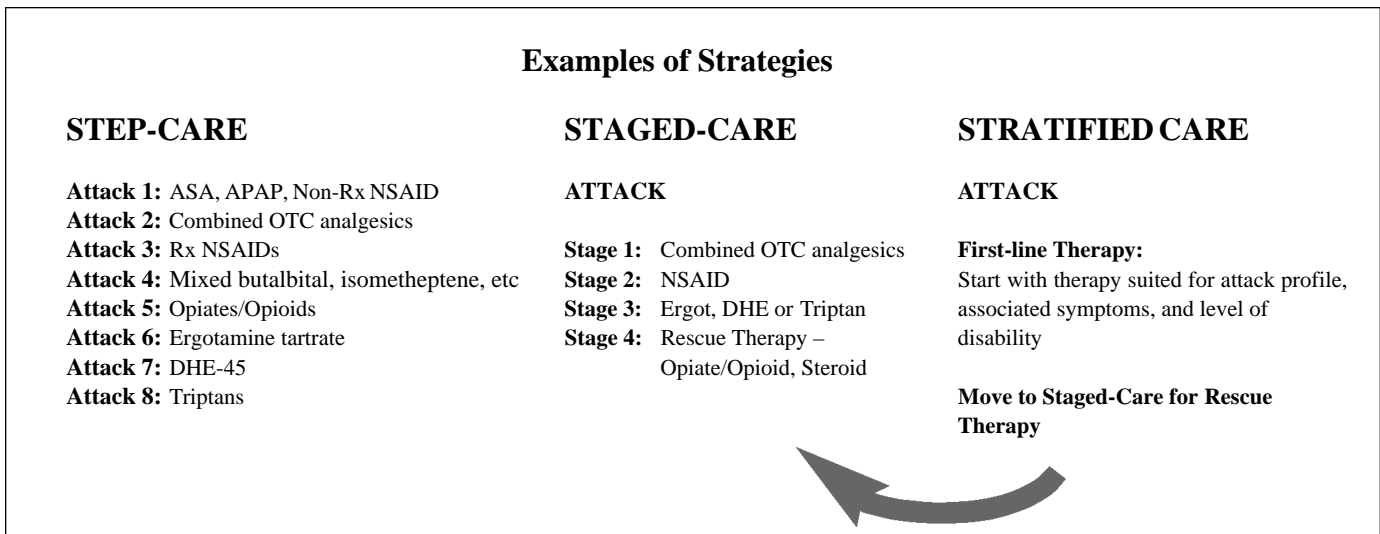 Examples of Strategies
STEP-CARE
Attack 1: ASA, APAP, Non-Rx NSAID
Attack 2: Combined OTC analgesics
Attack 3: Rx NSAIDs
Attack 4: Mixed butalbital, isometheptene, etc
Attack 5: Opiates/Opioids
Attack 6: Ergotamine tartrate
Attack 7: DHE-45
Attack 8: Triptans
STAGED-CARE
ATTACK
Stage 1: Combined OTC analgesics
Stage 2: NSAID
Stage 3: Ergot, DHE or Triptan
Stage 4: Rescue Therapy –
Opiate/Opioid, Steroid
STRATIFIED CARE
ATTACK
First-line Therapy:
Start with therapy suited for attack profile,
associated symptoms, and level of
disability
Move to Staged-Care for Rescue
Therapy